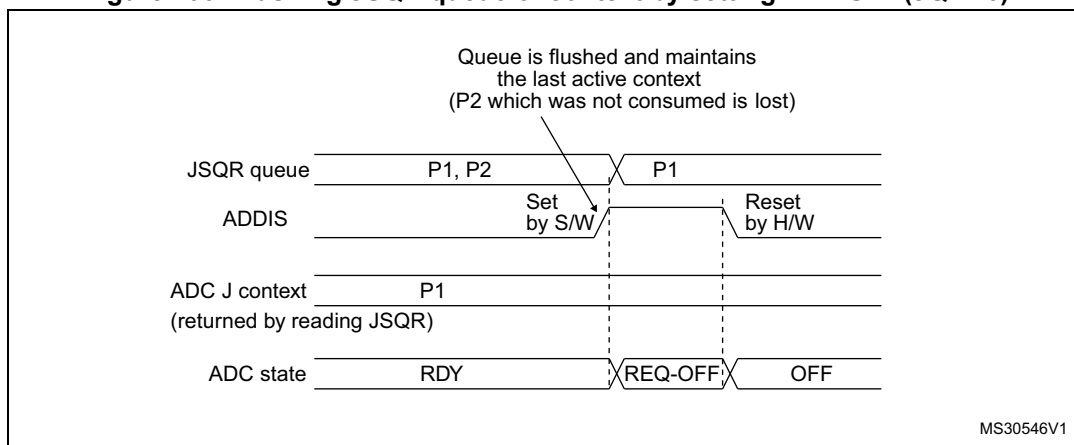 Queue is flushed and maintains
the last active context
(P2 which was not consumed is lost)
JSQR queue P1, P2 P1
ADDIS Set by S/W Reset by H/W
ADC J context P1
(returned by reading JSQR)
ADC state RDY REQ-OFF OFF
MS30546V1